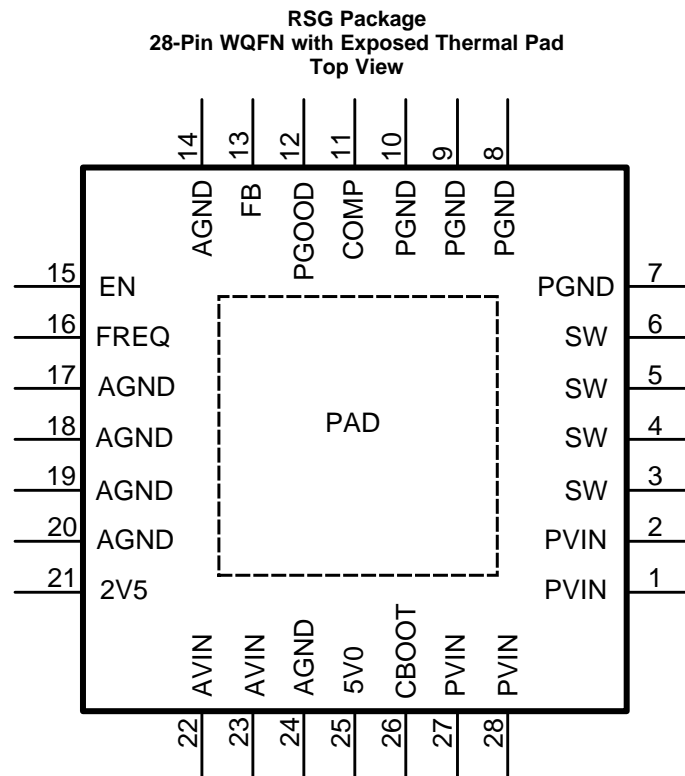 RSG Package
28-Pin WQFN with Exposed Thermal Pad
Top View
14 13 12 11 10 9 8
AGND FB PGOOD COMP PGND PGND PGND
15 EN PGND 7
16 FREQ SW 6
17 AGND SW 5
18 AGND SW 4
19 AGND SW 3
20 AGND PVIN 2
21 2V5 PVIN 1
PAD
AVIN AVIN AGND 5V0 CBOOT PVIN PVIN
22 23 24 25 26 27 28